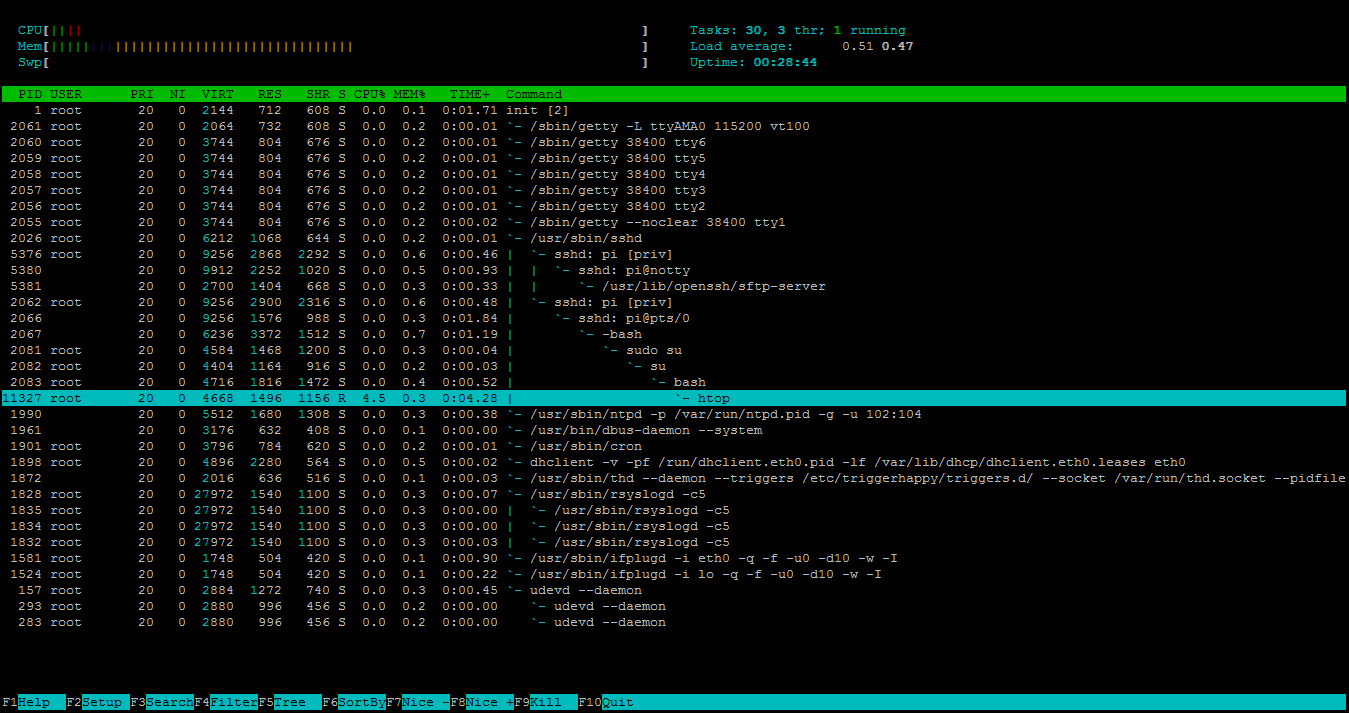 CPU[||||                                                                       ]     Tasks: 30, 3 thr; 1 running
Mem[|||||||||||||||||||||||||||||||||||||||                                    ]     Load average:      0.51 0.47
Swp[                                                                           ]     Uptime: 00:28:44
PID USER PRI NI VIRT RES SHR S CPU% MEM% TIME+ Command
1 root 20 0 2144 712 608 S 0.0 0.1 0:01.71 init [2]
2061 root 20 0 2064 732 608 S 0.0 0.2 0:00.01 `- /sbin/getty -L ttyAMA0 115200 vt100
2060 root 20 0 3744 804 676 S 0.0 0.2 0:00.01 `- /sbin/getty 38400 tty6
2059 root 20 0 3744 804 676 S 0.0 0.2 0:00.01 `- /sbin/getty 38400 tty5
2058 root 20 0 3744 804 676 S 0.0 0.2 0:00.01 `- /sbin/getty 38400 tty4
2057 root 20 0 3744 804 676 S 0.0 0.2 0:00.01 `- /sbin/getty 38400 tty3
2056 root 20 0 3744 804 676 S 0.0 0.2 0:00.01 `- /sbin/getty 38400 tty2
2055 root 20 0 3744 804 676 S 0.0 0.2 0:00.02 `- /sbin/getty --noclear 38400 tty1
2026 root 20 0 6212 1068 644 S 0.0 0.2 0:00.01 `- /usr/sbin/sshd
5376 root 20 0 9256 2868 2292 S 0.0 0.6 0:00.46 |  `- sshd: pi [priv]
5380 20 0 9912 2252 1020 S 0.0 0.5 0:00.93 |  |  `- sshd: pi@notty
5381 20 0 2700 1404 668 S 0.0 0.3 0:00.33 |  |     `- /usr/lib/openssh/sftp-server
2062 root 20 0 9256 2900 2316 S 0.0 0.6 0:00.48 |  `- sshd: pi [priv]
2066 20 0 9256 1576 988 S 0.0 0.3 0:01.84 |     `- sshd: pi@pts/0
2067 20 0 6236 3372 1512 S 0.0 0.7 0:01.19 |        `- -bash
2081 root 20 0 4584 1468 1200 S 0.0 0.3 0:00.04 |           `- sudo su
2082 root 20 0 4404 1164 916 S 0.0 0.2 0:00.03 |              `- su
2083 root 20 0 4716 1816 1472 S 0.0 0.4 0:00.52 |                 `- bash
11327 root 20 0 4668 1496 1156 R 4.5 0.3 0:04.28 |                    `- htop
1990 20 0 5512 1680 1308 S 0.0 0.3 0:00.38 `- /usr/sbin/ntpd -p /var/run/ntpd.pid -g -u 102:104
1961 20 0 3176 632 408 S 0.0 0.1 0:00.00 `- /usr/bin/dbus-daemon --system
1901 root 20 0 3796 784 620 S 0.0 0.2 0:00.01 `- /usr/sbin/cron
1898 root 20 0 4896 2280 564 S 0.0 0.5 0:00.02 `- dhclient -v -pf /run/dhclient.eth0.pid -lf /var/lib/dhcp/dhclient.eth0.leases eth0
1872 20 0 2016 636 516 S 0.0 0.1 0:00.03 `- /usr/sbin/thd --daemon --triggers /etc/triggerhappy/triggers.d/ --socket /var/run/thd.socket --pidfile
1828 root 20 0 27972 1540 1100 S 0.0 0.3 0:00.07 `- /usr/sbin/rsyslogd -c5
1835 root 20 0 27972 1540 1100 S 0.0 0.3 0:00.00 |  `- /usr/sbin/rsyslogd -c5
1834 root 20 0 27972 1540 1100 S 0.0 0.3 0:00.00 |  `- /usr/sbin/rsyslogd -c5
1832 root 20 0 27972 1540 1100 S 0.0 0.3 0:00.03 |  `- /usr/sbin/rsyslogd -c5
1581 root 20 0 1748 504 420 S 0.0 0.1 0:00.90 `- /usr/sbin/ifplugd -i eth0 -q -f -u0 -d10 -w -I
1524 root 20 0 1748 504 420 S 0.0 0.1 0:00.22 `- /usr/sbin/ifplugd -i lo -q -f -u0 -d10 -w -I
157 root 20 0 2884 1272 740 S 0.0 0.3 0:00.45 `- udevd --daemon
293 root 20 0 2880 996 456 S 0.0 0.2 0:00.00    `- udevd --daemon
283 root 20 0 2880 996 456 S 0.0 0.2 0:00.00    `- udevd --daemon
F1Help  F2Setup F3SearchF4FilterF5Tree  F6SortByF7Nice -F8Nice +F9Kill  F10Quit